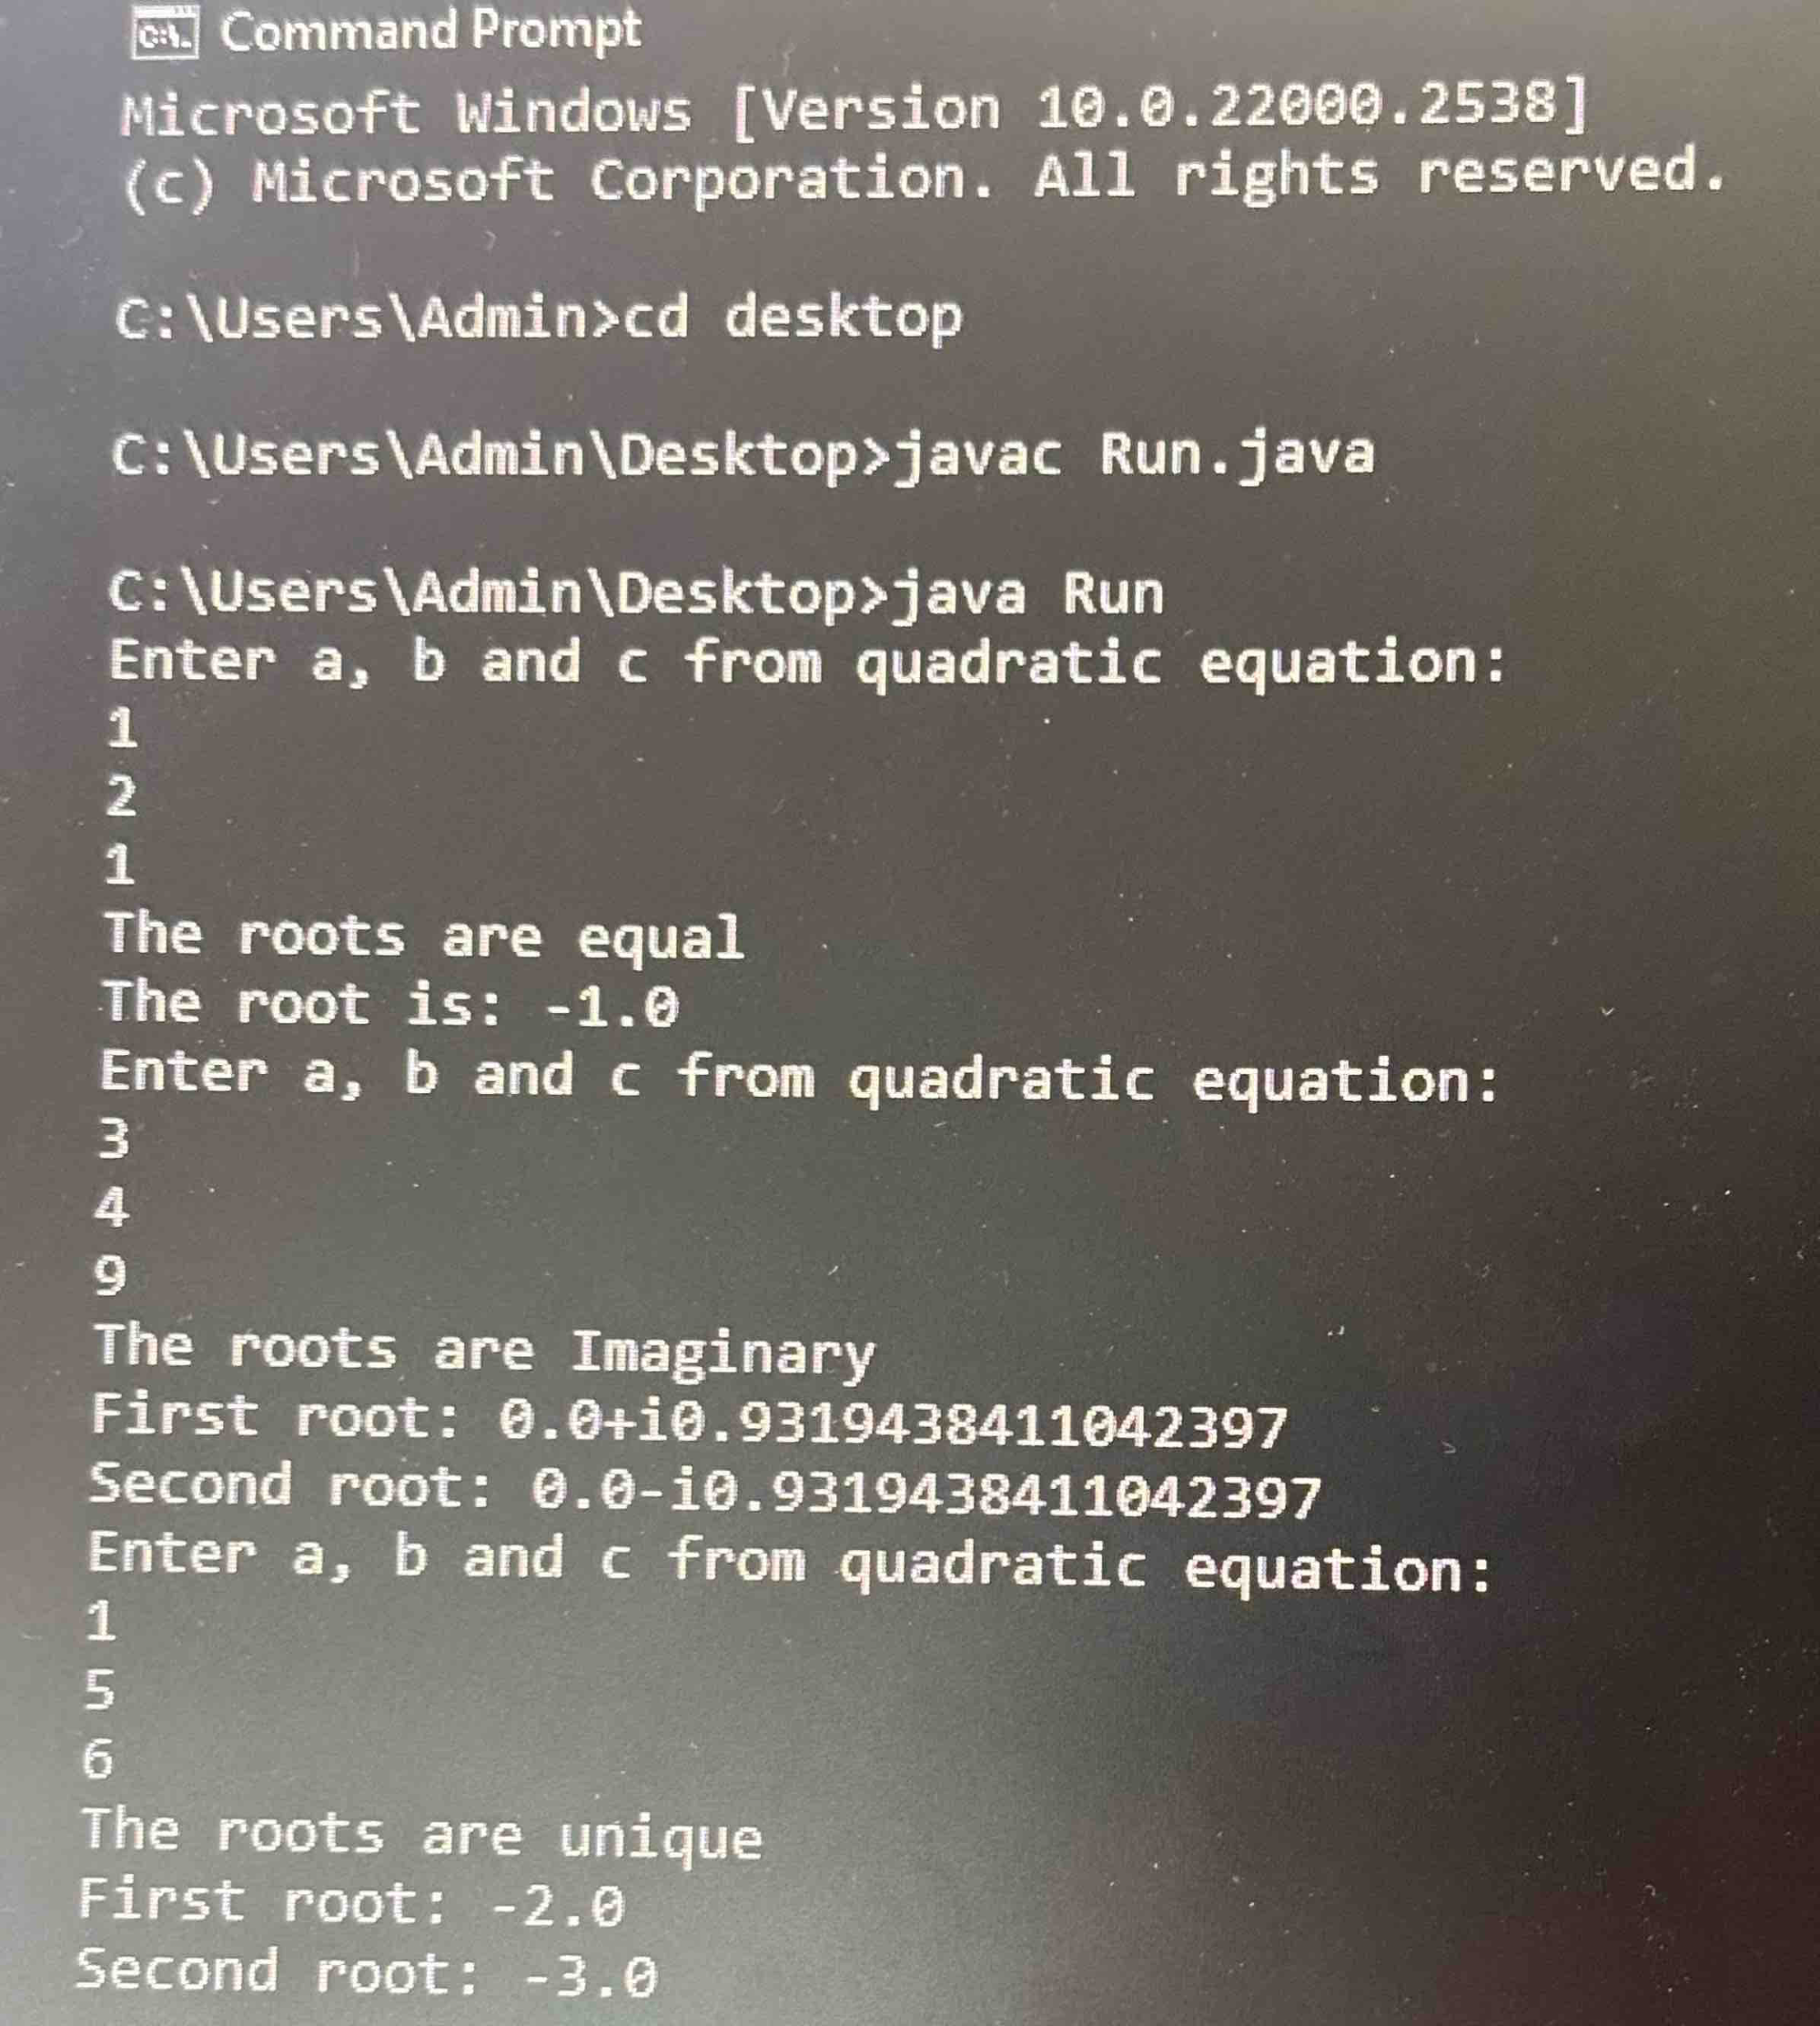 Command Prompt
Microsoft Windows [Version 10.0.22000.2538]
(c) Microsoft Corporation. All rights reserved.
C:\Users\Admin>cd desktop
C:\Users\Admin\Desktop>javac Run.java
C:\Users\Admin\Desktop>java Run
Enter a, b and c from quadratic equation:
1
2
1
The roots are equal
The root is: -1.0
Enter a, b and c from quadratic equation:
3
4
9
The roots are Imaginary
First root: 0.0+i0.9319438411042397
Second root: 0.0-i0.9319438411042397
Enter a, b and c from quadratic equation:
1
5
6
The roots are unique
First root: -2.0
Second root: -3.0